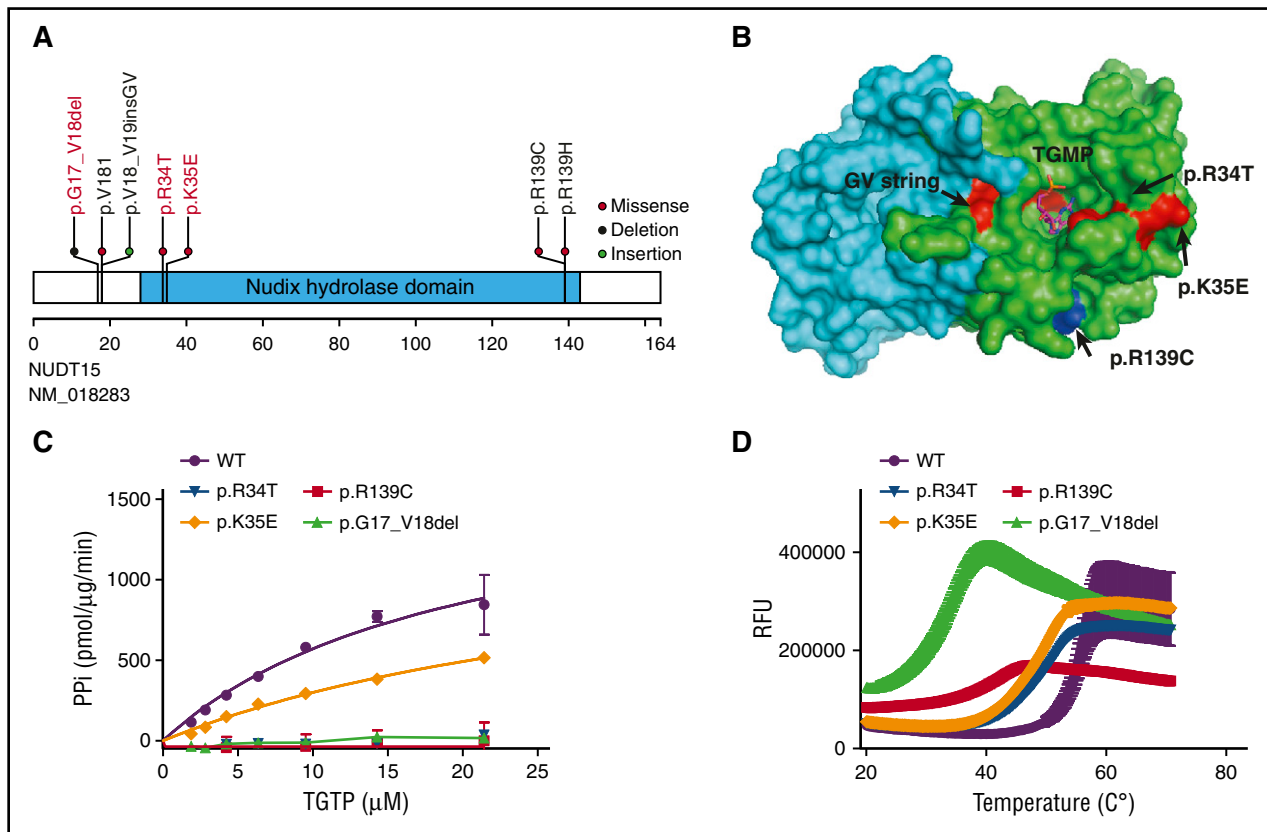 A
p.G17_V18del
p.V181
p.V18_V19insGV
p.R34T
p.K35E
p.R139C
p.R139H
Missense
Deletion
Insertion
Nudix hydrolase domain
0 20 40 60 80 100 120 140 164
NUDT15
NM_018283
B
TGMP
GV string
p.R34T
p.K35E
p.R139C
C
WT
p.R34T p.R139C
p.K35E p.G17_V18del
PPi (pmol/μg/min)
1500
1000
500
0
0 5 10 15 20 25
TGTP (μM)
D
WT
p.R34T p.R139C
p.K35E p.G17_V18del
RFU
400000
200000
0
20 40 60 80
Temperature (C°)